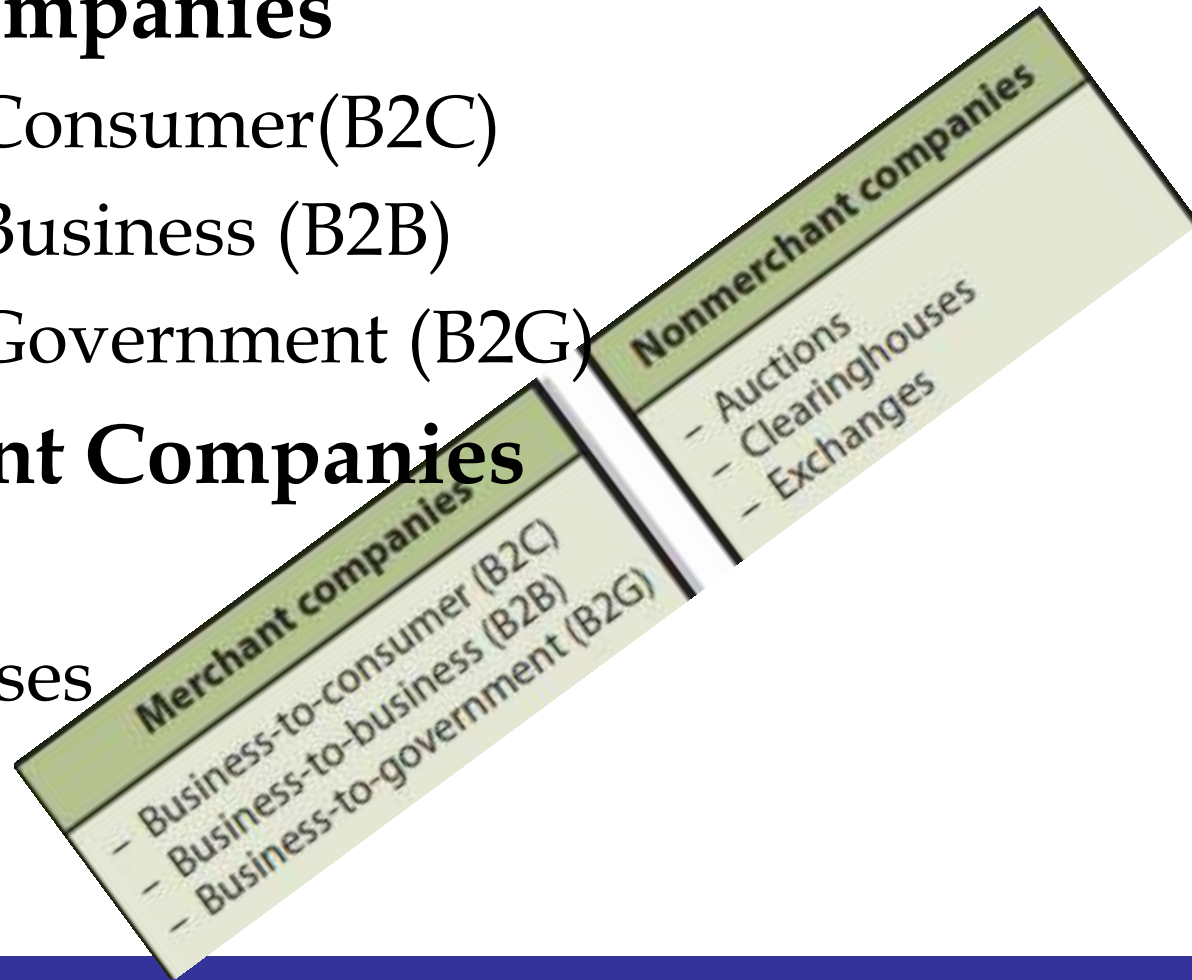 mpanies
Consumer(B2C)
Business (B2B)
Government (B2G)
nt Companies
ses
Merchant companies
– Business-to-consumer (B2C)
– Business-to-business (B2B)
– Business-to-government (B2G)
Nonmerchant companies
– Auctions
– Clearinghouses
– Exchanges